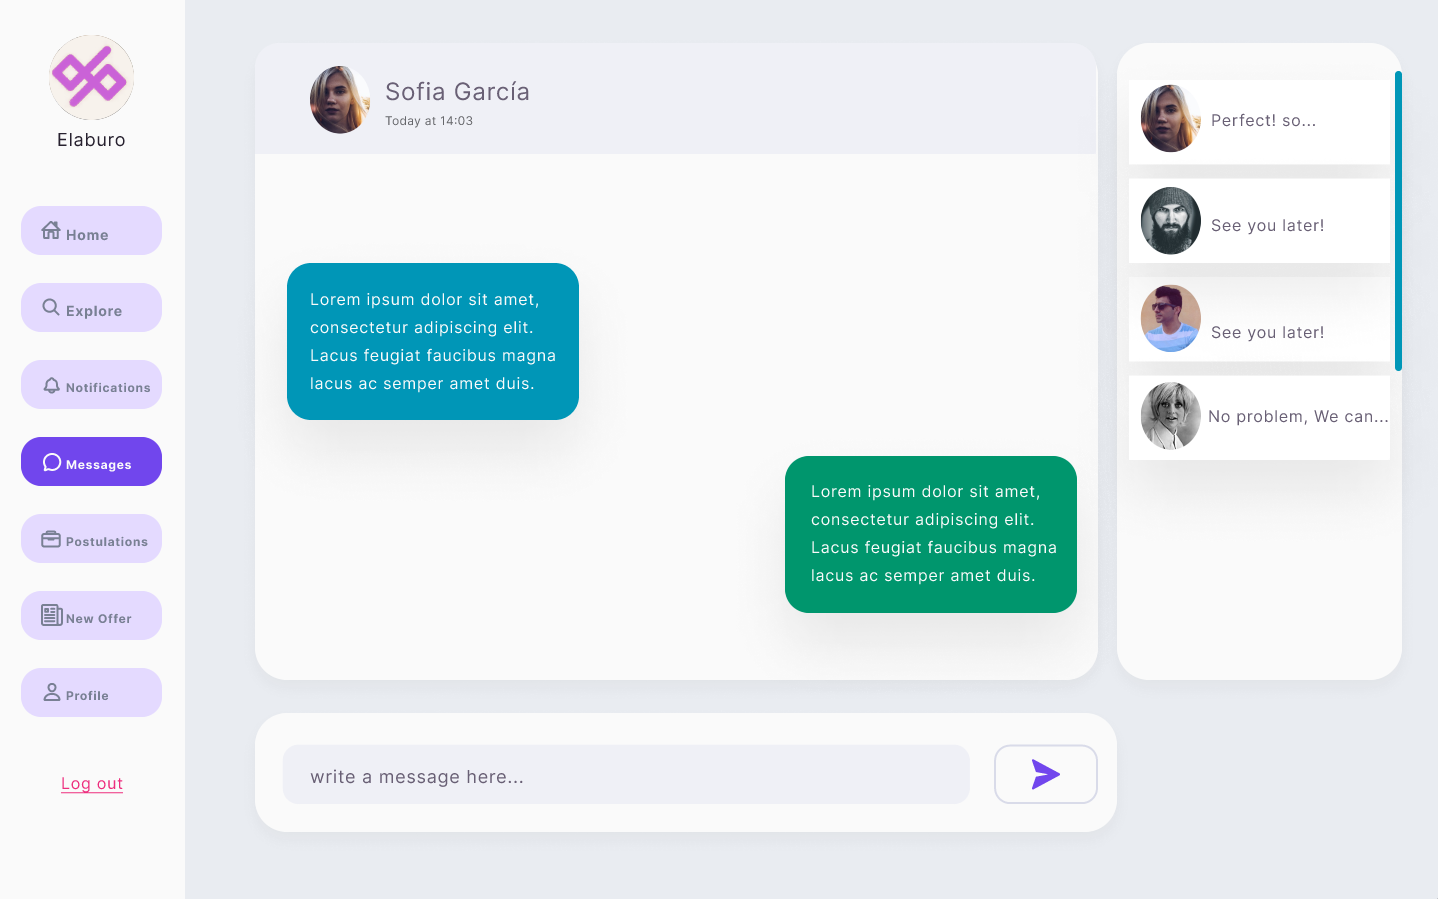 Elaburo
Home
Explore
Notifications
Messages
Postulations
New Offer
Profile
Log out
Sofia García
Today at 14:03
Lorem ipsum dolor sit amet,
consectetur adipiscing elit.
Lacus feugiat faucibus magna
lacus ac semper amet duis.
Lorem ipsum dolor sit amet,
consectetur adipiscing elit.
Lacus feugiat faucibus magna
lacus ac semper amet duis.
write a message here...
Perfect! so...
See you later!
See you later!
No problem, We can...